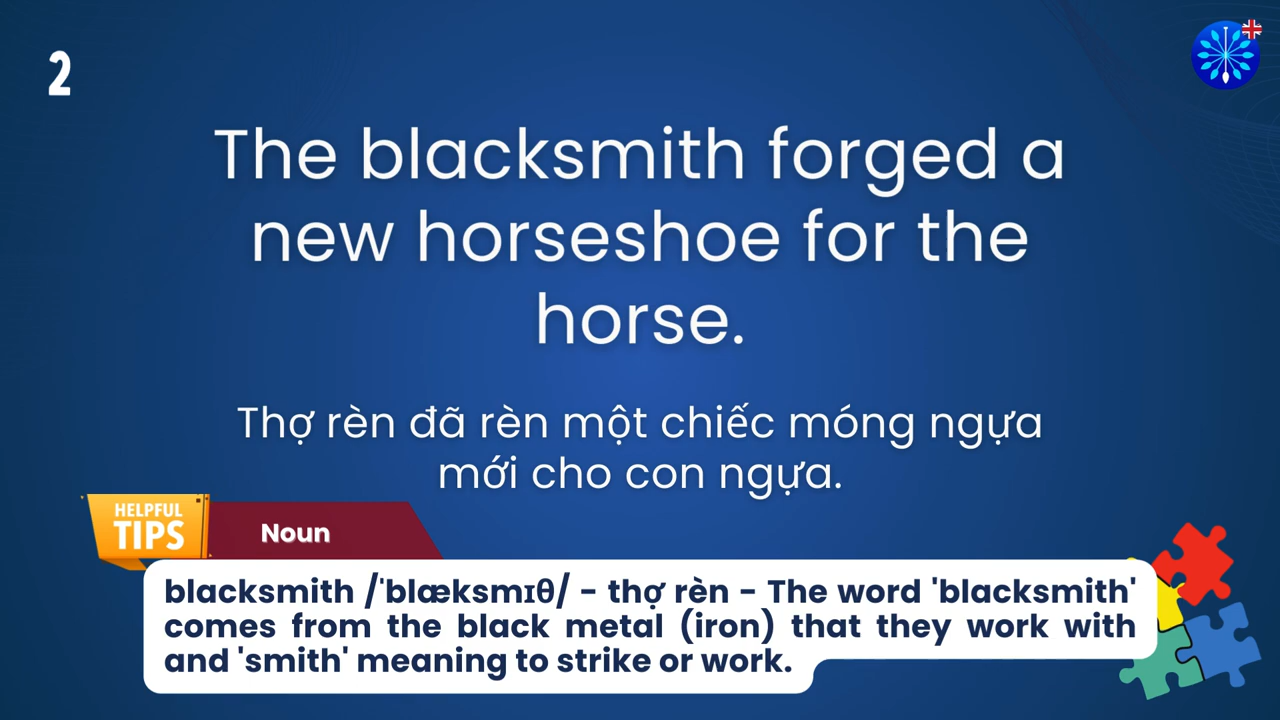 2
The blacksmith forged a
new horseshoe for the
horse.
Thợ rèn đã rèn một chiếc móng ngựa
mới cho con ngựa.
HELPFUL
TIPS
Noun
blacksmith /ˈblæksmɪθ/ - thợ rèn - The word 'blacksmith'
comes from the black metal (iron) that they work with
and 'smith' meaning to strike or work.